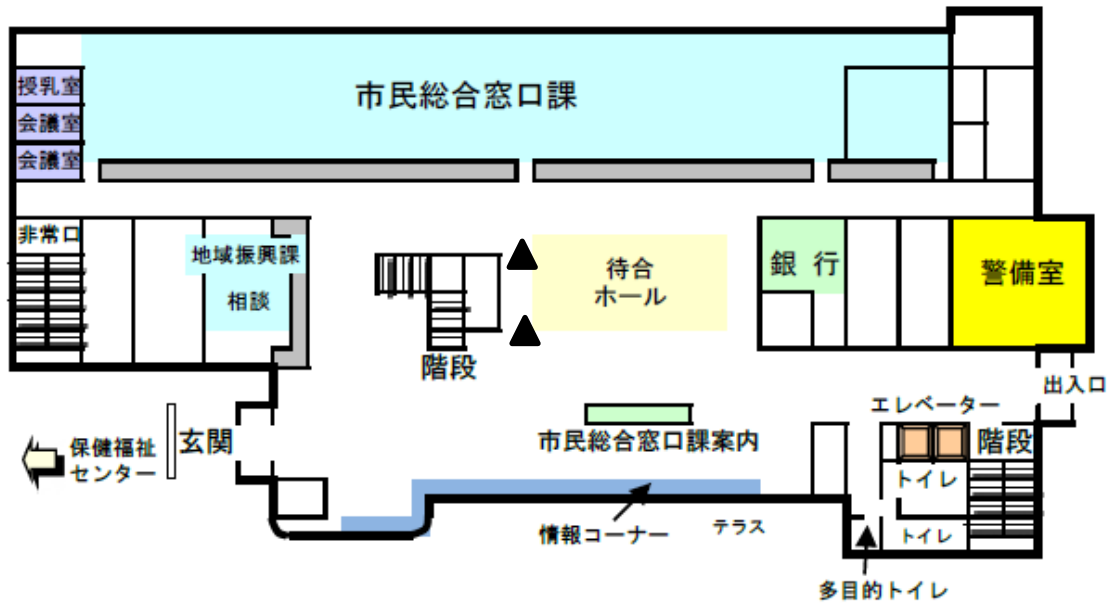 授乳室
市民総合窓口課
会議室
会議室
非常口
地域振興課
相談
待合
ホール
銀 行
警備室
階段
出入口
エレベーター
玄関
保健福祉
センター
市民総合窓口課案内
階段
トイレ
情報コーナー
テラス
トイレ
多目的トイレ